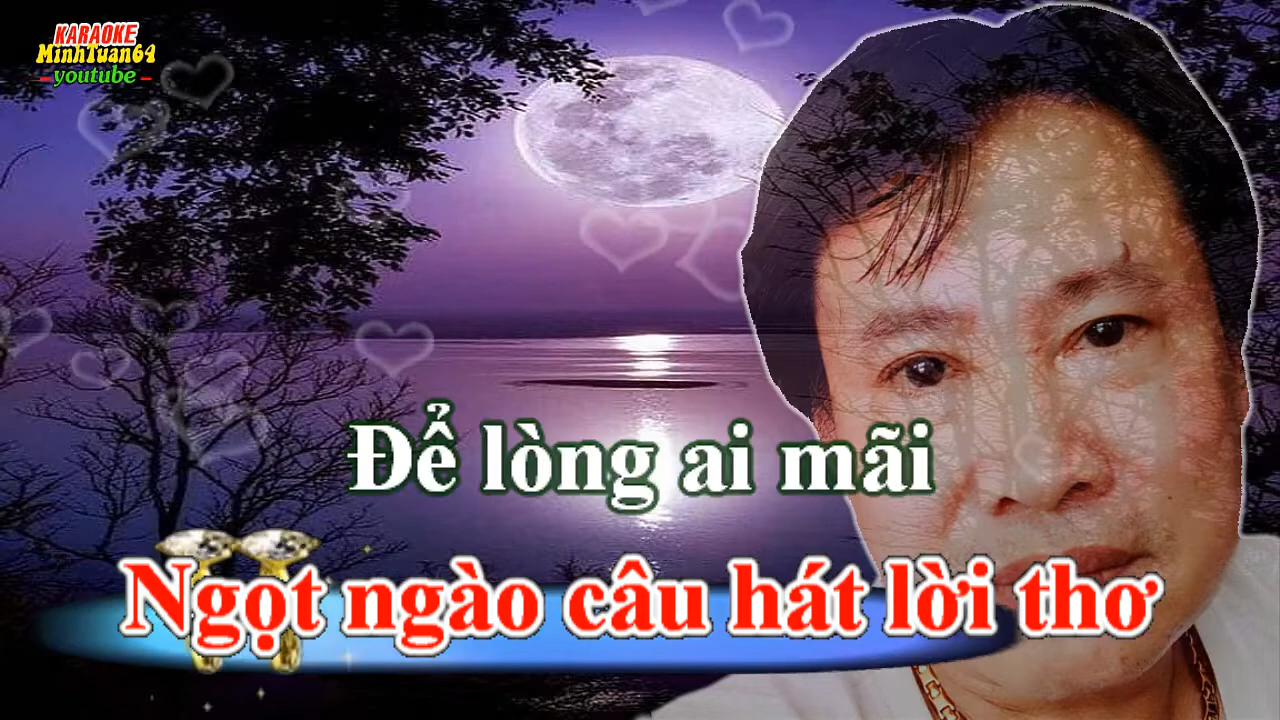 KARAOKE
MinhTuan64
youtube
Để lòng ai mãi
Ngọt ngào câu hát lời thơ